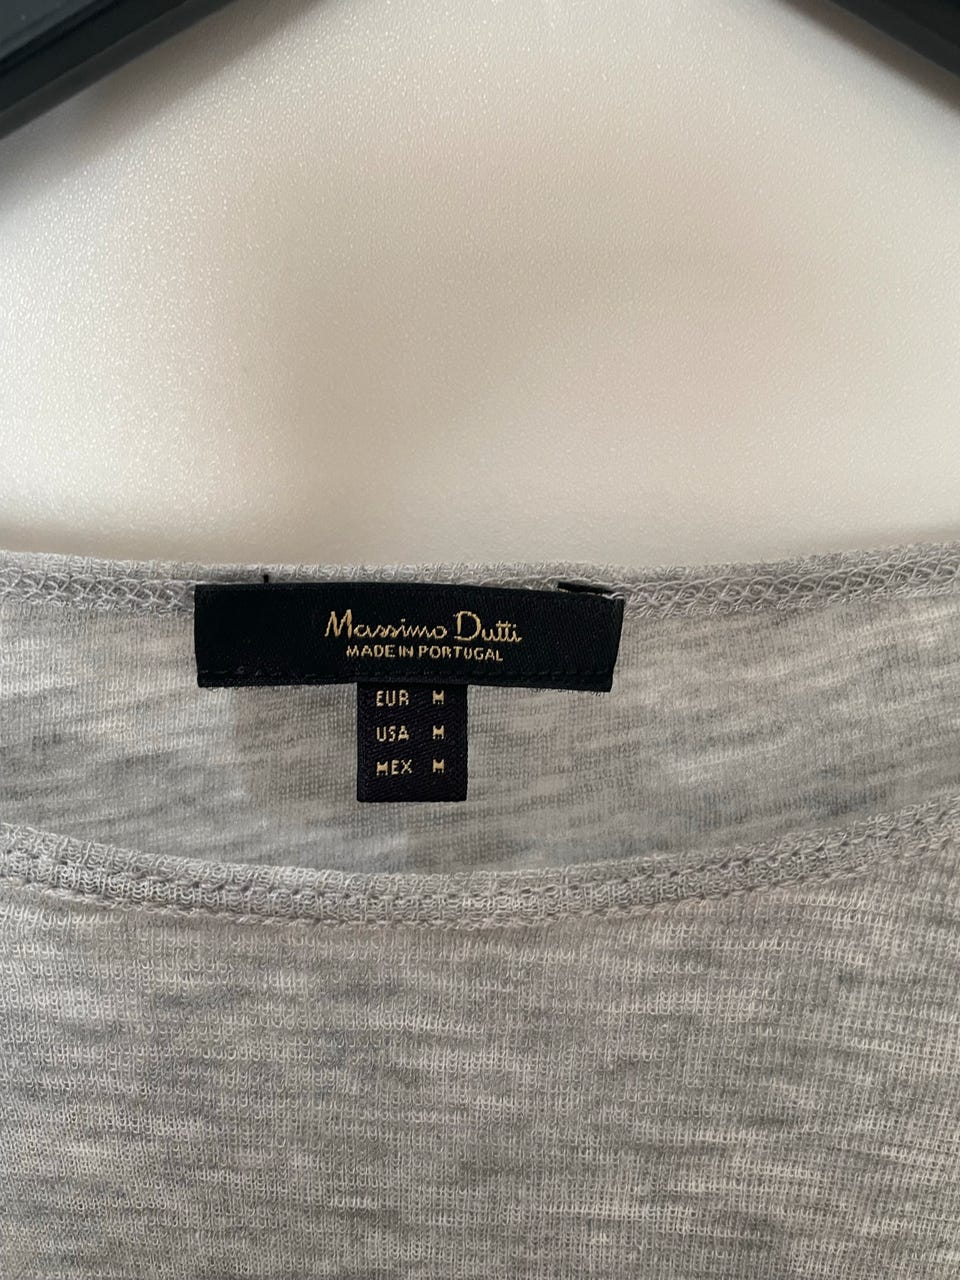 Massimo Dutti
MADE IN PORTUGAL
EUR M
USA M
MEX M